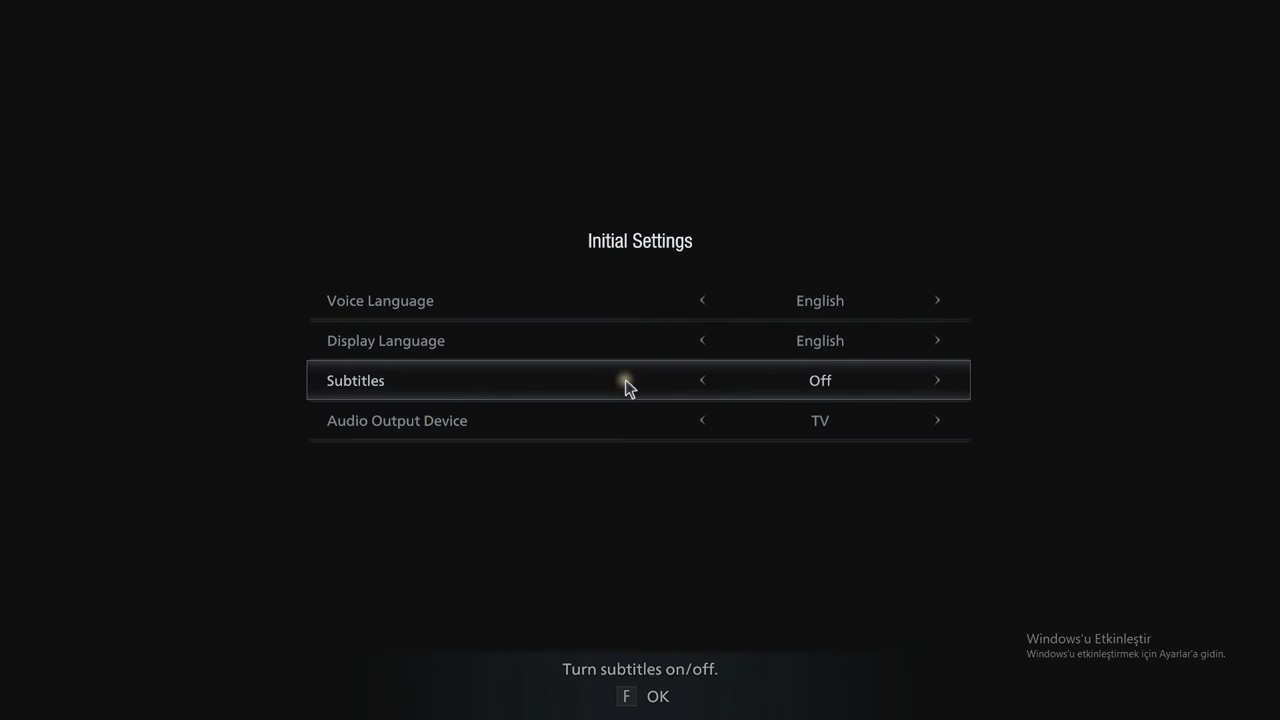 Initial Settings
Voice Language < English >
Display Language < English >
Subtitles < Off >
Audio Output Device < TV >
Windows'u Etkinleştir
Windows'u etkinleştirmek için Ayarlar'a gidin.
Turn subtitles on/off.
F OK